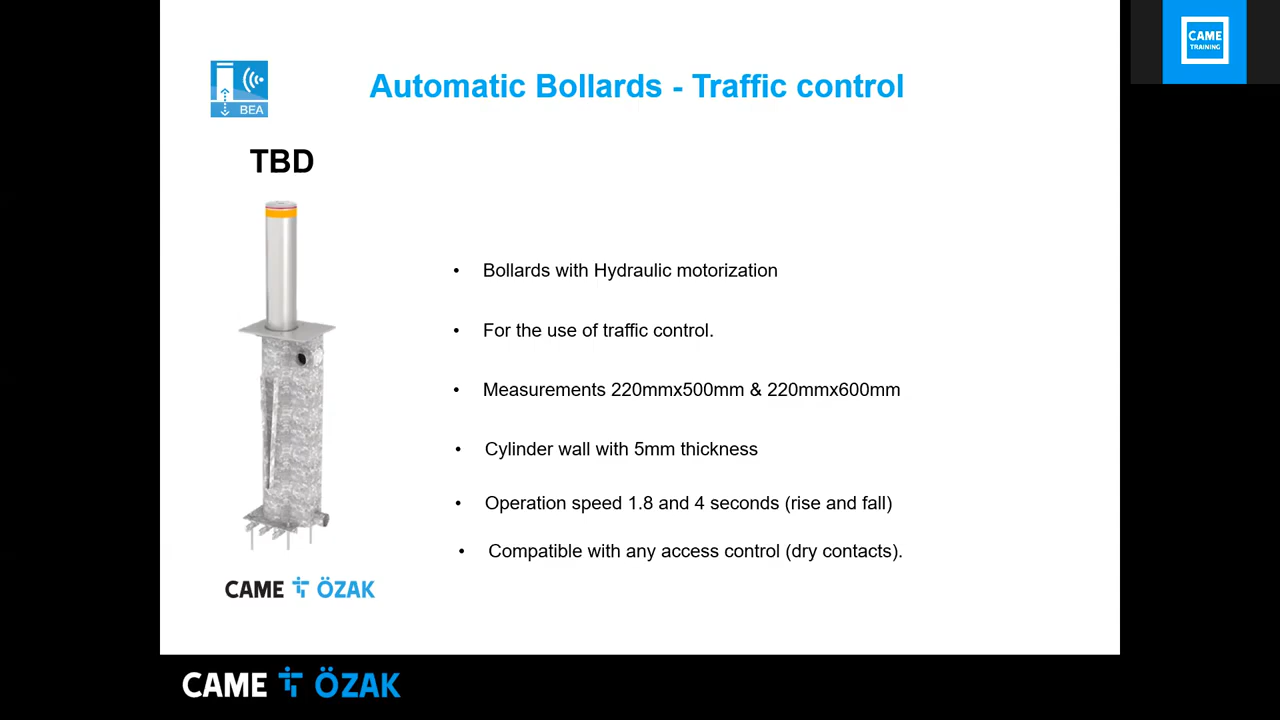 CAME
TRAINING
BEA
Automatic Bollards - Traffic control
TBD
• Bollards with Hydraulic motorization
• For the use of traffic control.
• Measurements 220mmx500mm & 220mmx600mm
• Cylinder wall with 5mm thickness
• Operation speed 1.8 and 4 seconds (rise and fall)
• Compatible with any access control (dry contacts).
CAME ÖZAK
CAME ÖZAK